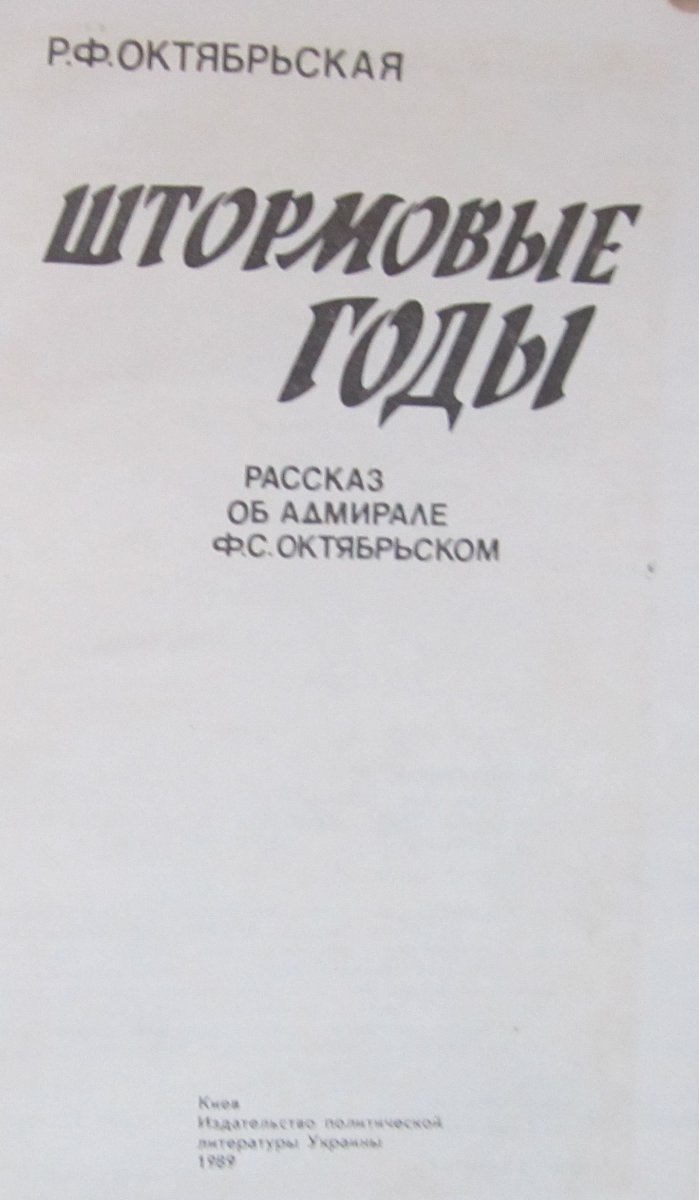 Р.Ф.ОКТЯБРЬСКАЯ
ШТОРМОВЫЕ
ГОДЫ
РАССКАЗ
ОБ АДМИРАЛЕ
Ф.С.ОКТЯБРЬСКОМ
Киев
Издательство политической
литературы Украины
1989